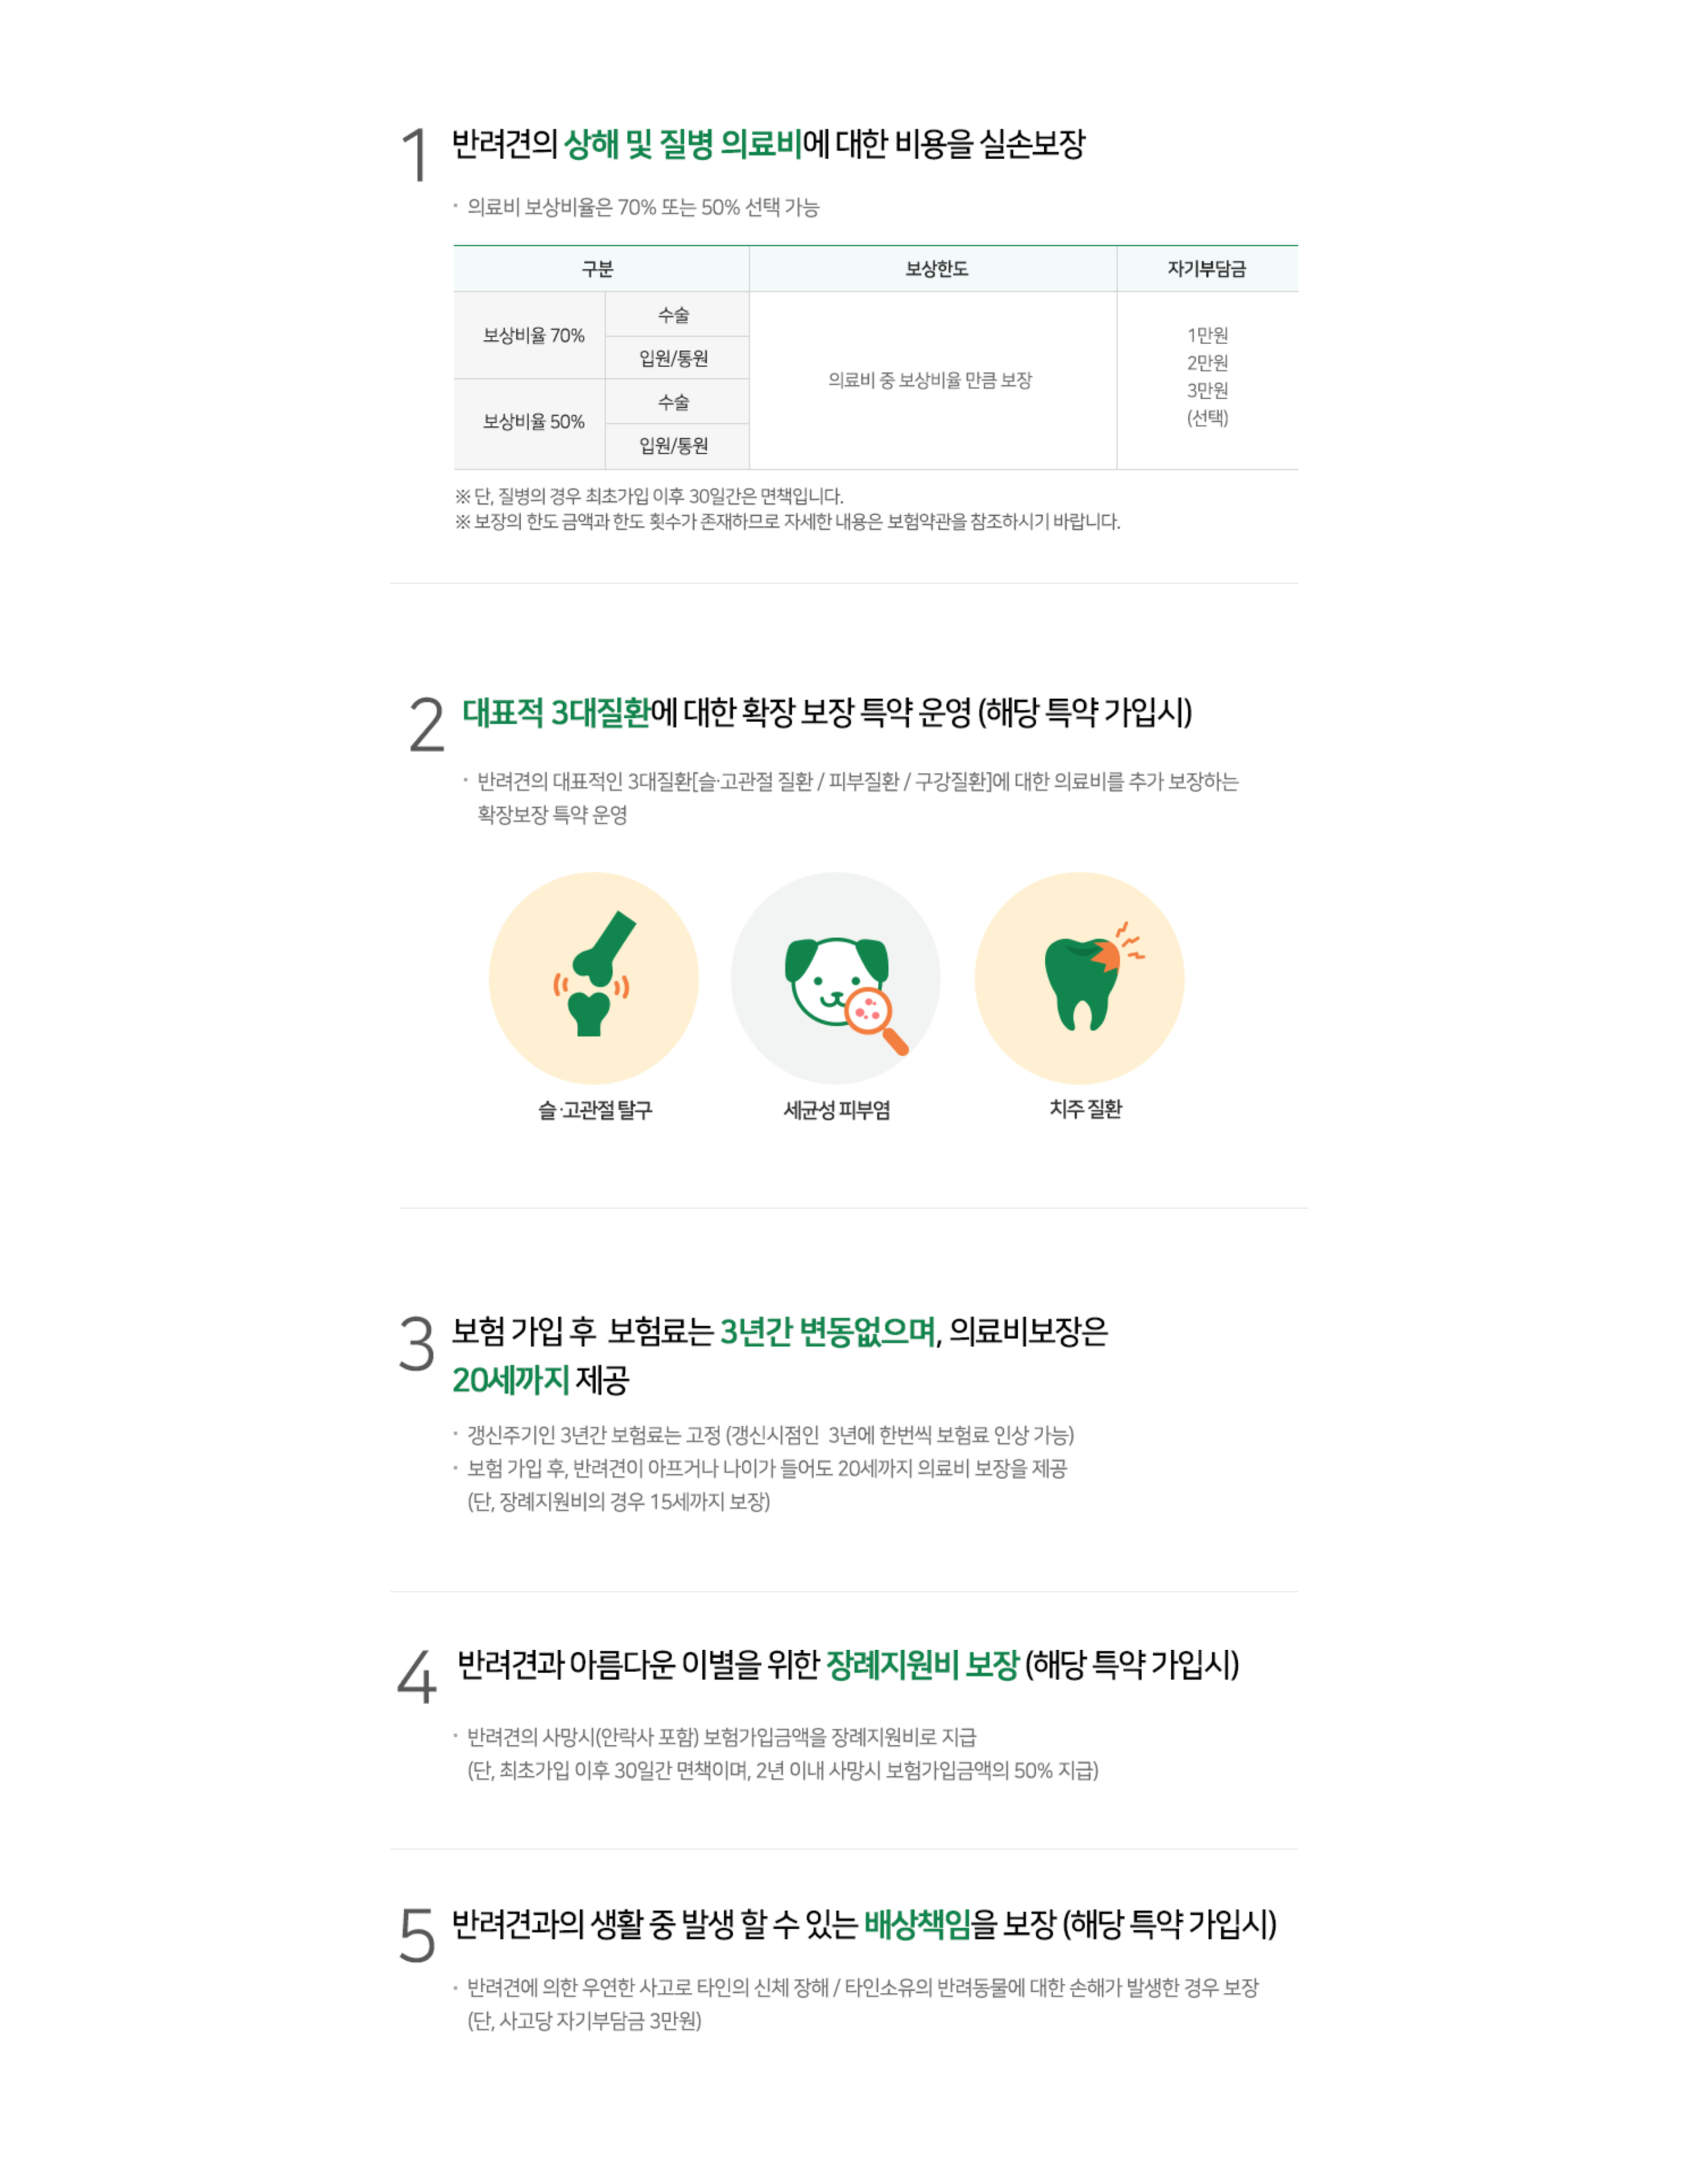 1
반려견의 상해 및 질병 의료비에 대한 비용을 실손보장
· 의료비 보상비율은 70% 또는 50% 선택 가능
구분 보상한도 자기부담금
보상비율 70%
수술
입원/통원
보상비율 50%
수술
입원/통원
의료비 중 보상비율 만큼 보장
1만원
2만원
3만원
(선택)
※ 단, 질병의 경우 최초가입 이후 30일간은 면책입니다.
※ 보장의 한도 금액과 한도 횟수가 존재하므로 자세한 내용은 보험약관을 참조하시기 바랍니다.
2
대표적 3대질환에 대한 확장 보장 특약 운영 (해당 특약 가입시)
· 반려견의 대표적인 3대질환[슬·고관절 질환 / 피부질환 / 구강질환]에 대한 의료비를 추가 보장하는
확장보장 특약 운영
슬·고관절 탈구
세균성 피부염
치주 질환
3
보험 가입 후 보험료는 3년간 변동없으며, 의료비보장은
20세까지 제공
· 갱신주기인 3년간 보험료는 고정 (갱신시점인 3년에 한번씩 보험료 인상 가능)
· 보험 가입 후, 반려견이 아프거나 나이가 들어도 20세까지 의료비 보장을 제공
(단, 장례지원비의 경우 15세까지 보장)
4
반려견과 아름다운 이별을 위한 장례지원비 보장 (해당 특약 가입시)
· 반려견의 사망시(안락사 포함) 보험가입금액을 장례지원비로 지급
(단, 최초가입 이후 30일간 면책이며, 2년 이내 사망시 보험가입금액의 50% 지급)
5
반려견과의 생활 중 발생 할 수 있는 배상책임을 보장 (해당 특약 가입시)
· 반려견에 의한 우연한 사고로 타인의 신체 장해 / 타인소유의 반려동물에 대한 손해가 발생한 경우 보장
(단, 사고당 자기부담금 3만원)